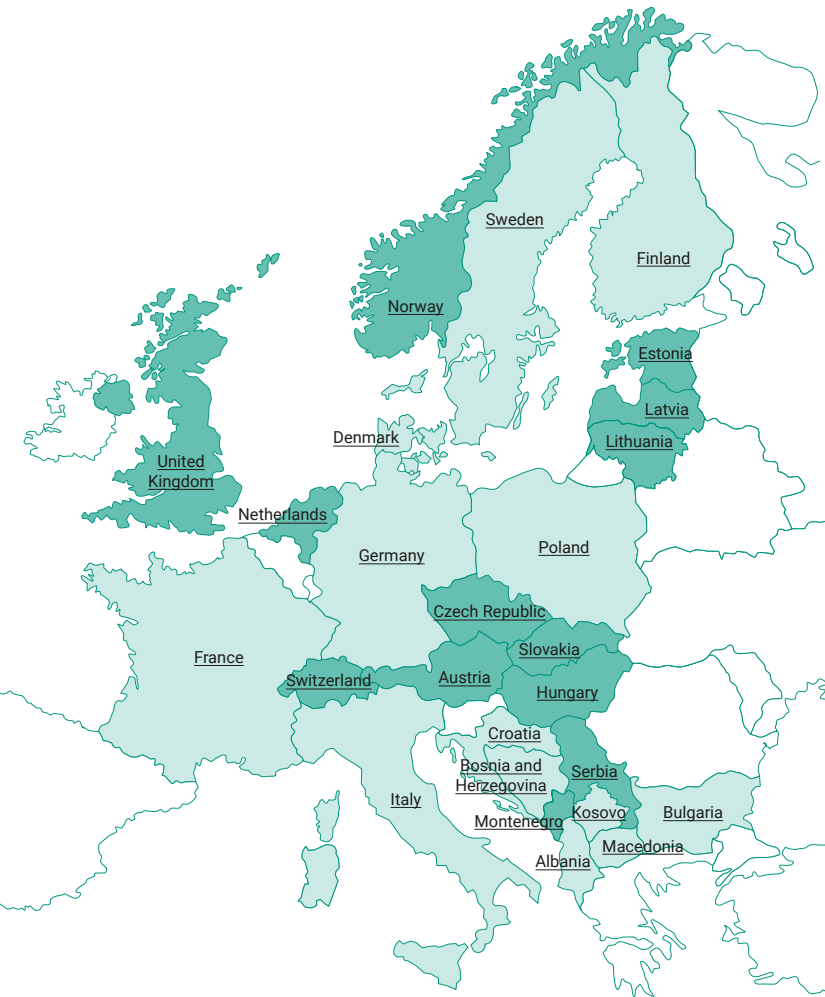 Sweden
Finland
Norway
Estonia
Latvia
Denmark
Lithuania
United
Kingdom
Netherlands
Germany
Poland
Czech Republic
France
Slovakia
Switzerland
Austria
Hungary
Croatia
Bosnia and
Herzegovina
Serbia
Italy
Montenegro
Kosovo
Bulgaria
Macedonia
Albania